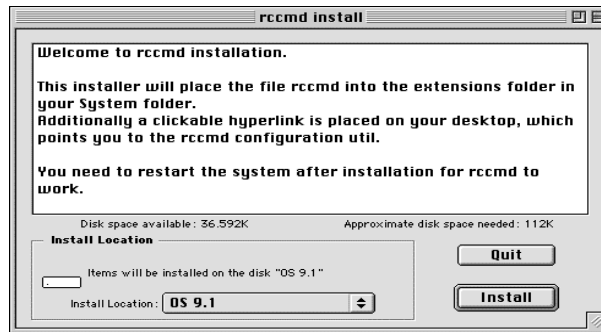 rccmd install
Welcome to rccmd installation.
This installer will place the file rccmd into the extensions folder in
your System folder.
Additionally a clickable hyperlink is placed on your desktop, which
points you to the rccmd configuration util.
You need to restart the system after installation for rccmd to
work.
Disk space available: 36.592K
Approximate disk space needed: 112K
Install Location
Items will be installed on the disk "OS 9.1"
Install Location: OS 9.1
Quit
Install